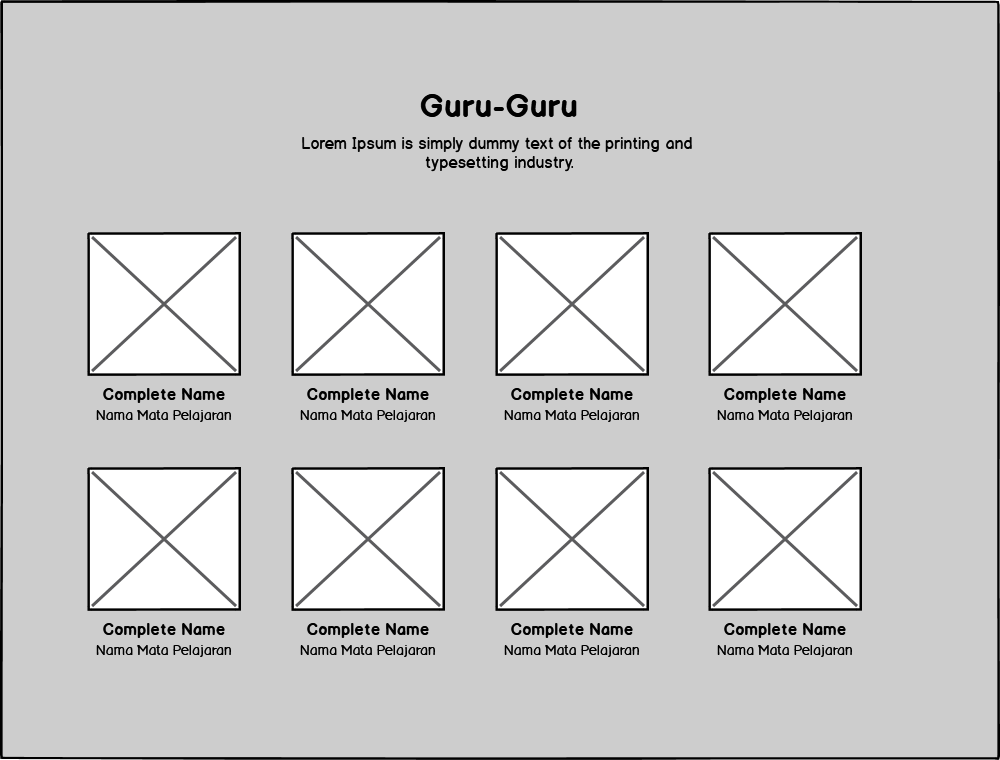 Guru-Guru
Lorem Ipsum is simply dummy text of the printing and
typesetting industry.
Complete Name
Nama Mata Pelajaran
Complete Name
Nama Mata Pelajaran
Complete Name
Nama Mata Pelajaran
Complete Name
Nama Mata Pelajaran
Complete Name
Nama Mata Pelajaran
Complete Name
Nama Mata Pelajaran
Complete Name
Nama Mata Pelajaran
Complete Name
Nama Mata Pelajaran